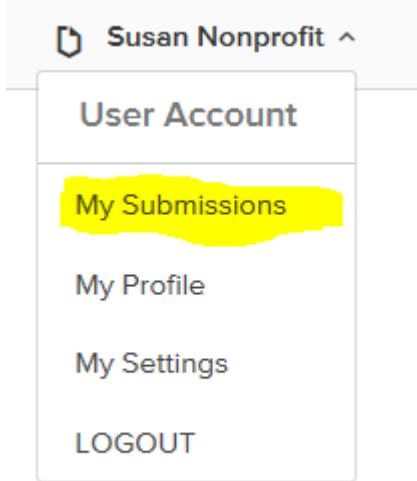 Susan Nonprofit
User Account
My Submissions
My Profile
My Settings
LOGOUT